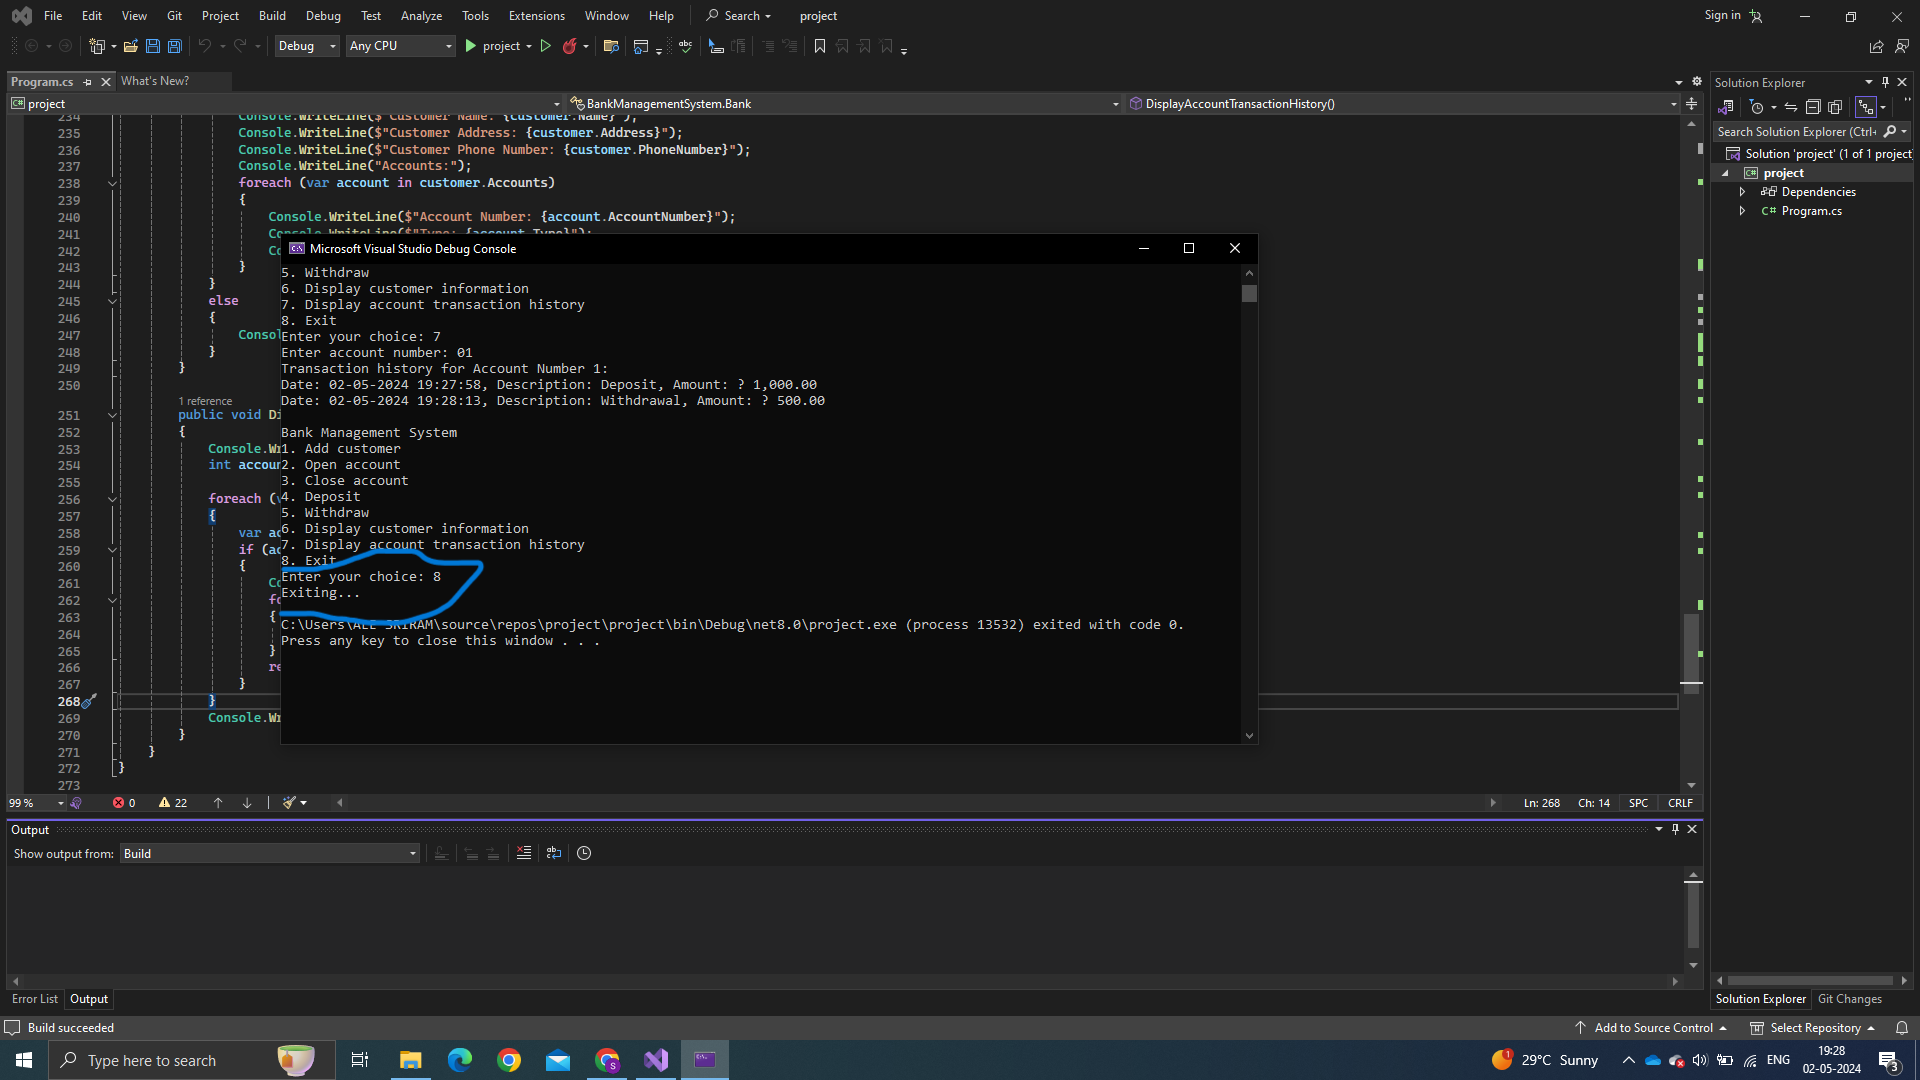 File Edit View Git Project Build Debug Test Analyze Tools Extensions Window Help Search project Sign in
Debug Any CPU project
Program.cs What's New?
project BankManagementSystem.Bank DisplayAccountTransactionHistory()
234 Console.WriteLine($"Customer Name: {customer.Name}");
235 Console.WriteLine($"Customer Address: {customer.Address}");
236 Console.WriteLine($"Customer Phone Number: {customer.PhoneNumber}");
237 Console.WriteLine("Accounts:");
238 foreach (var account in customer.Accounts)
239 {
240 Console.WriteLine($"Account Number: {account.AccountNumber}");
241 Console.WriteLine($"Type: {account.Type}");
242 Co
243 }
244 }
245 else
246 {
247 Consol
248 }
249 }
250
1 reference
251 public void Di
252 {
253 Console.Wr
254 int accoun
255
256 foreach (v
257 {
258 var ac
259 if (ac
260 {
261 Co
262 fo
263 {
264
265 }
266 re
267 }
268 }
269 Console.Wr
270 }
271 }
272 }
273
Microsoft Visual Studio Debug Console
5. Withdraw
6. Display customer information
7. Display account transaction history
8. Exit
Enter your choice: 7
Enter account number: 01
Transaction history for Account Number 1:
Date: 02-05-2024 19:27:58, Description: Deposit, Amount: ? 1,000.00
Date: 02-05-2024 19:28:13, Description: Withdrawal, Amount: ? 500.00
Bank Management System
1. Add customer
2. Open account
3. Close account
4. Deposit
5. Withdraw
6. Display customer information
7. Display account transaction history
8. Exit
Enter your choice: 8
Exiting...
C:\Users\ALE SRIRAM\source\repos\project\project\bin\Debug\net8.0\project.exe (process 13532) exited with code 0.
Press any key to close this window . . .
Solution Explorer
Search Solution Explorer (Ctrl+
Solution 'project' (1 of 1 project
C# project
Dependencies
C# Program.cs
99 % 0 22 Ln: 268 Ch: 14 SPC CRLF
Output
Show output from: Build
Error List Output
Solution Explorer Git Changes
Build succeeded Add to Source Control Select Repository
Type here to search 1 29°C Sunny ENG 19:28
02-05-2024 3